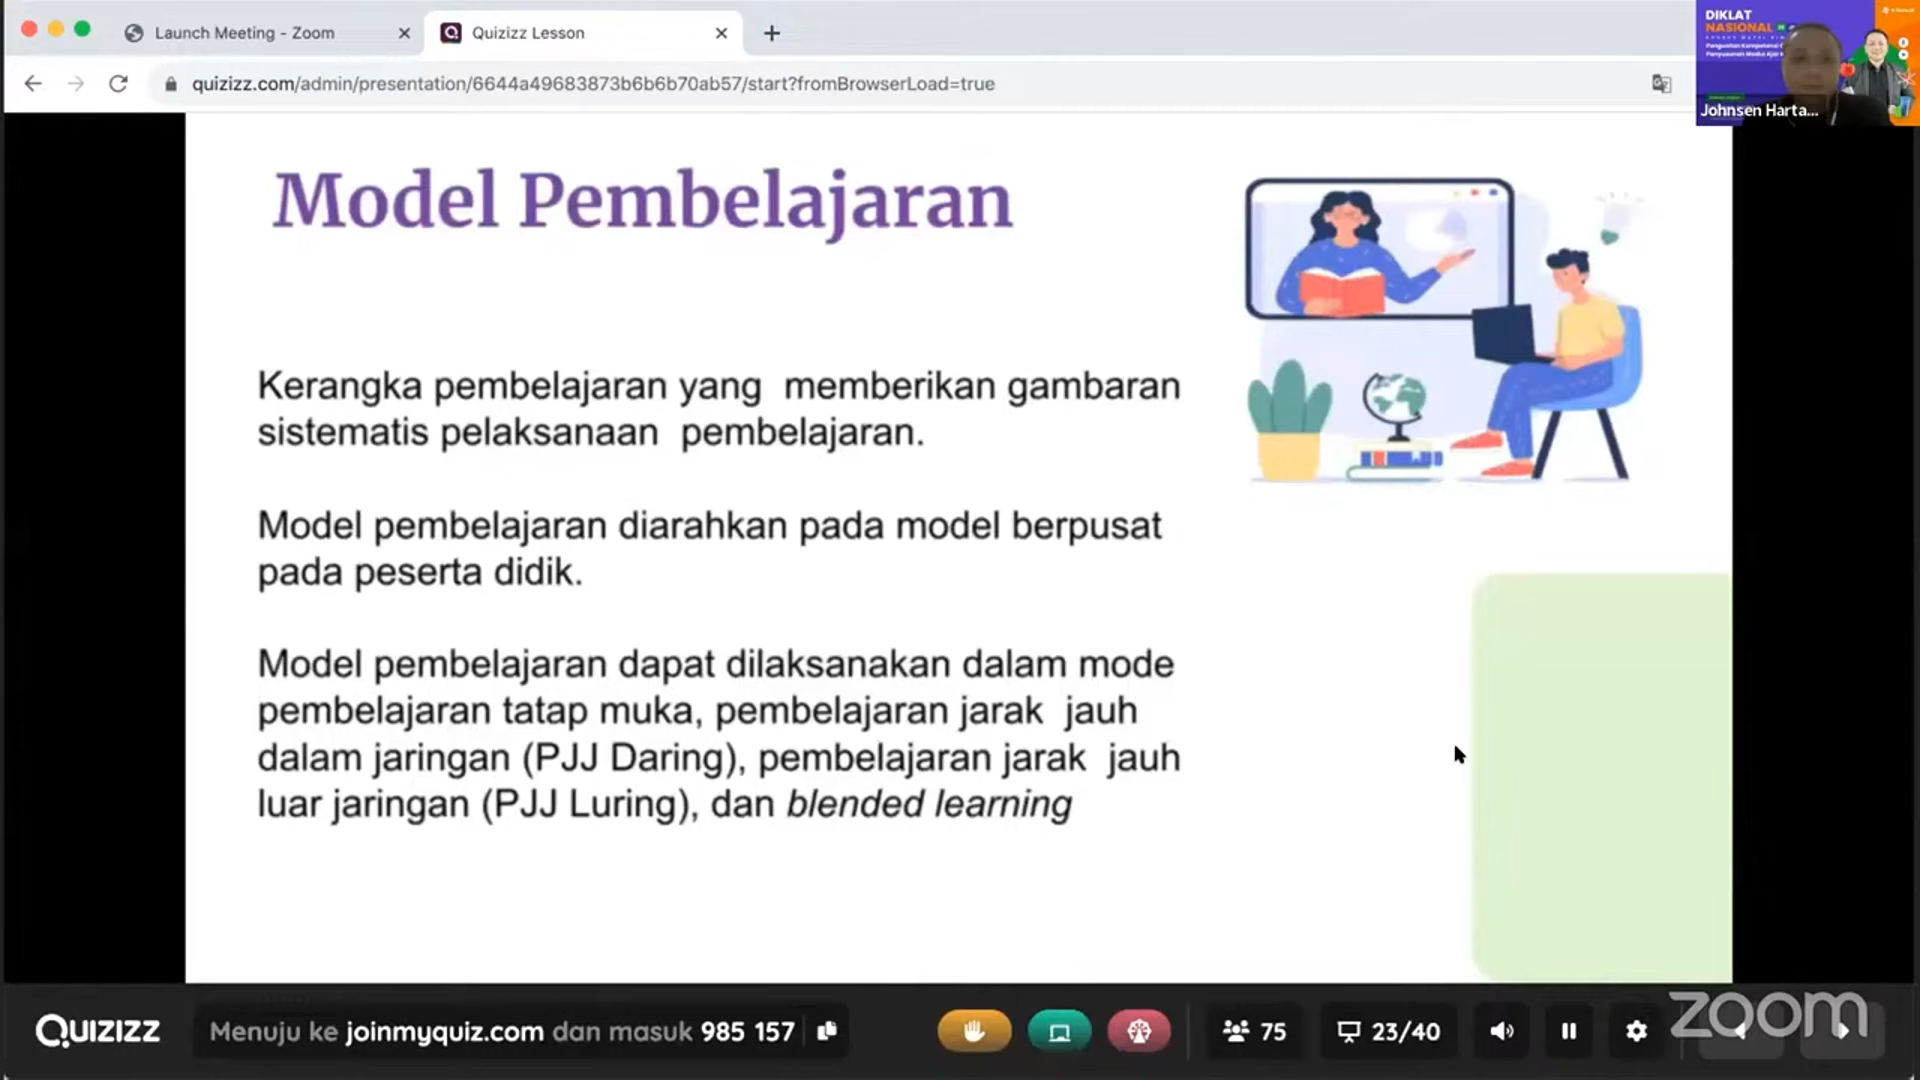 Launch Meeting - Zoom
Quizizz Lesson
quizizz.com/admin/presentation/6644a49683873b6b6b70ab57/start?fromBrowserLoad=true
DIKLAT
NASIONAL
Johnsen Harta...
Model Pembelajaran
Kerangka pembelajaran yang memberikan gambaran
sistematis pelaksanaan pembelajaran.
Model pembelajaran diarahkan pada model berpusat
pada peserta didik.
Model pembelajaran dapat dilaksanakan dalam mode
pembelajaran tatap muka, pembelajaran jarak jauh
dalam jaringan (PJJ Daring), pembelajaran jarak jauh
luar jaringan (PJJ Luring), dan blended learning
QUIZIZZ
Menuju ke joinmyquiz.com dan masuk 985 157
75
23/40
zoom